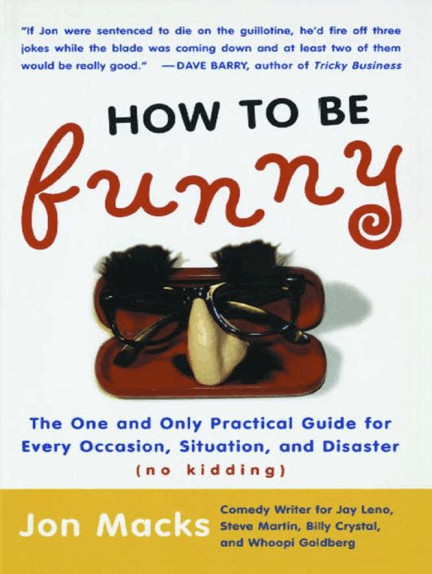 "If Jon were sentenced to die on the guillotine, he'd fire off three
jokes while the blade was coming down and at least two of them
would be really good." —DAVE BARRY, author of Tricky Business
HOW TO BE
funny
The One and Only Practical Guide for
Every Occasion, Situation, and Disaster
(no kidding)
Jon Macks
Comedy Writer for Jay Leno,
Steve Martin, Billy Crystal,
and Whoopi Goldberg